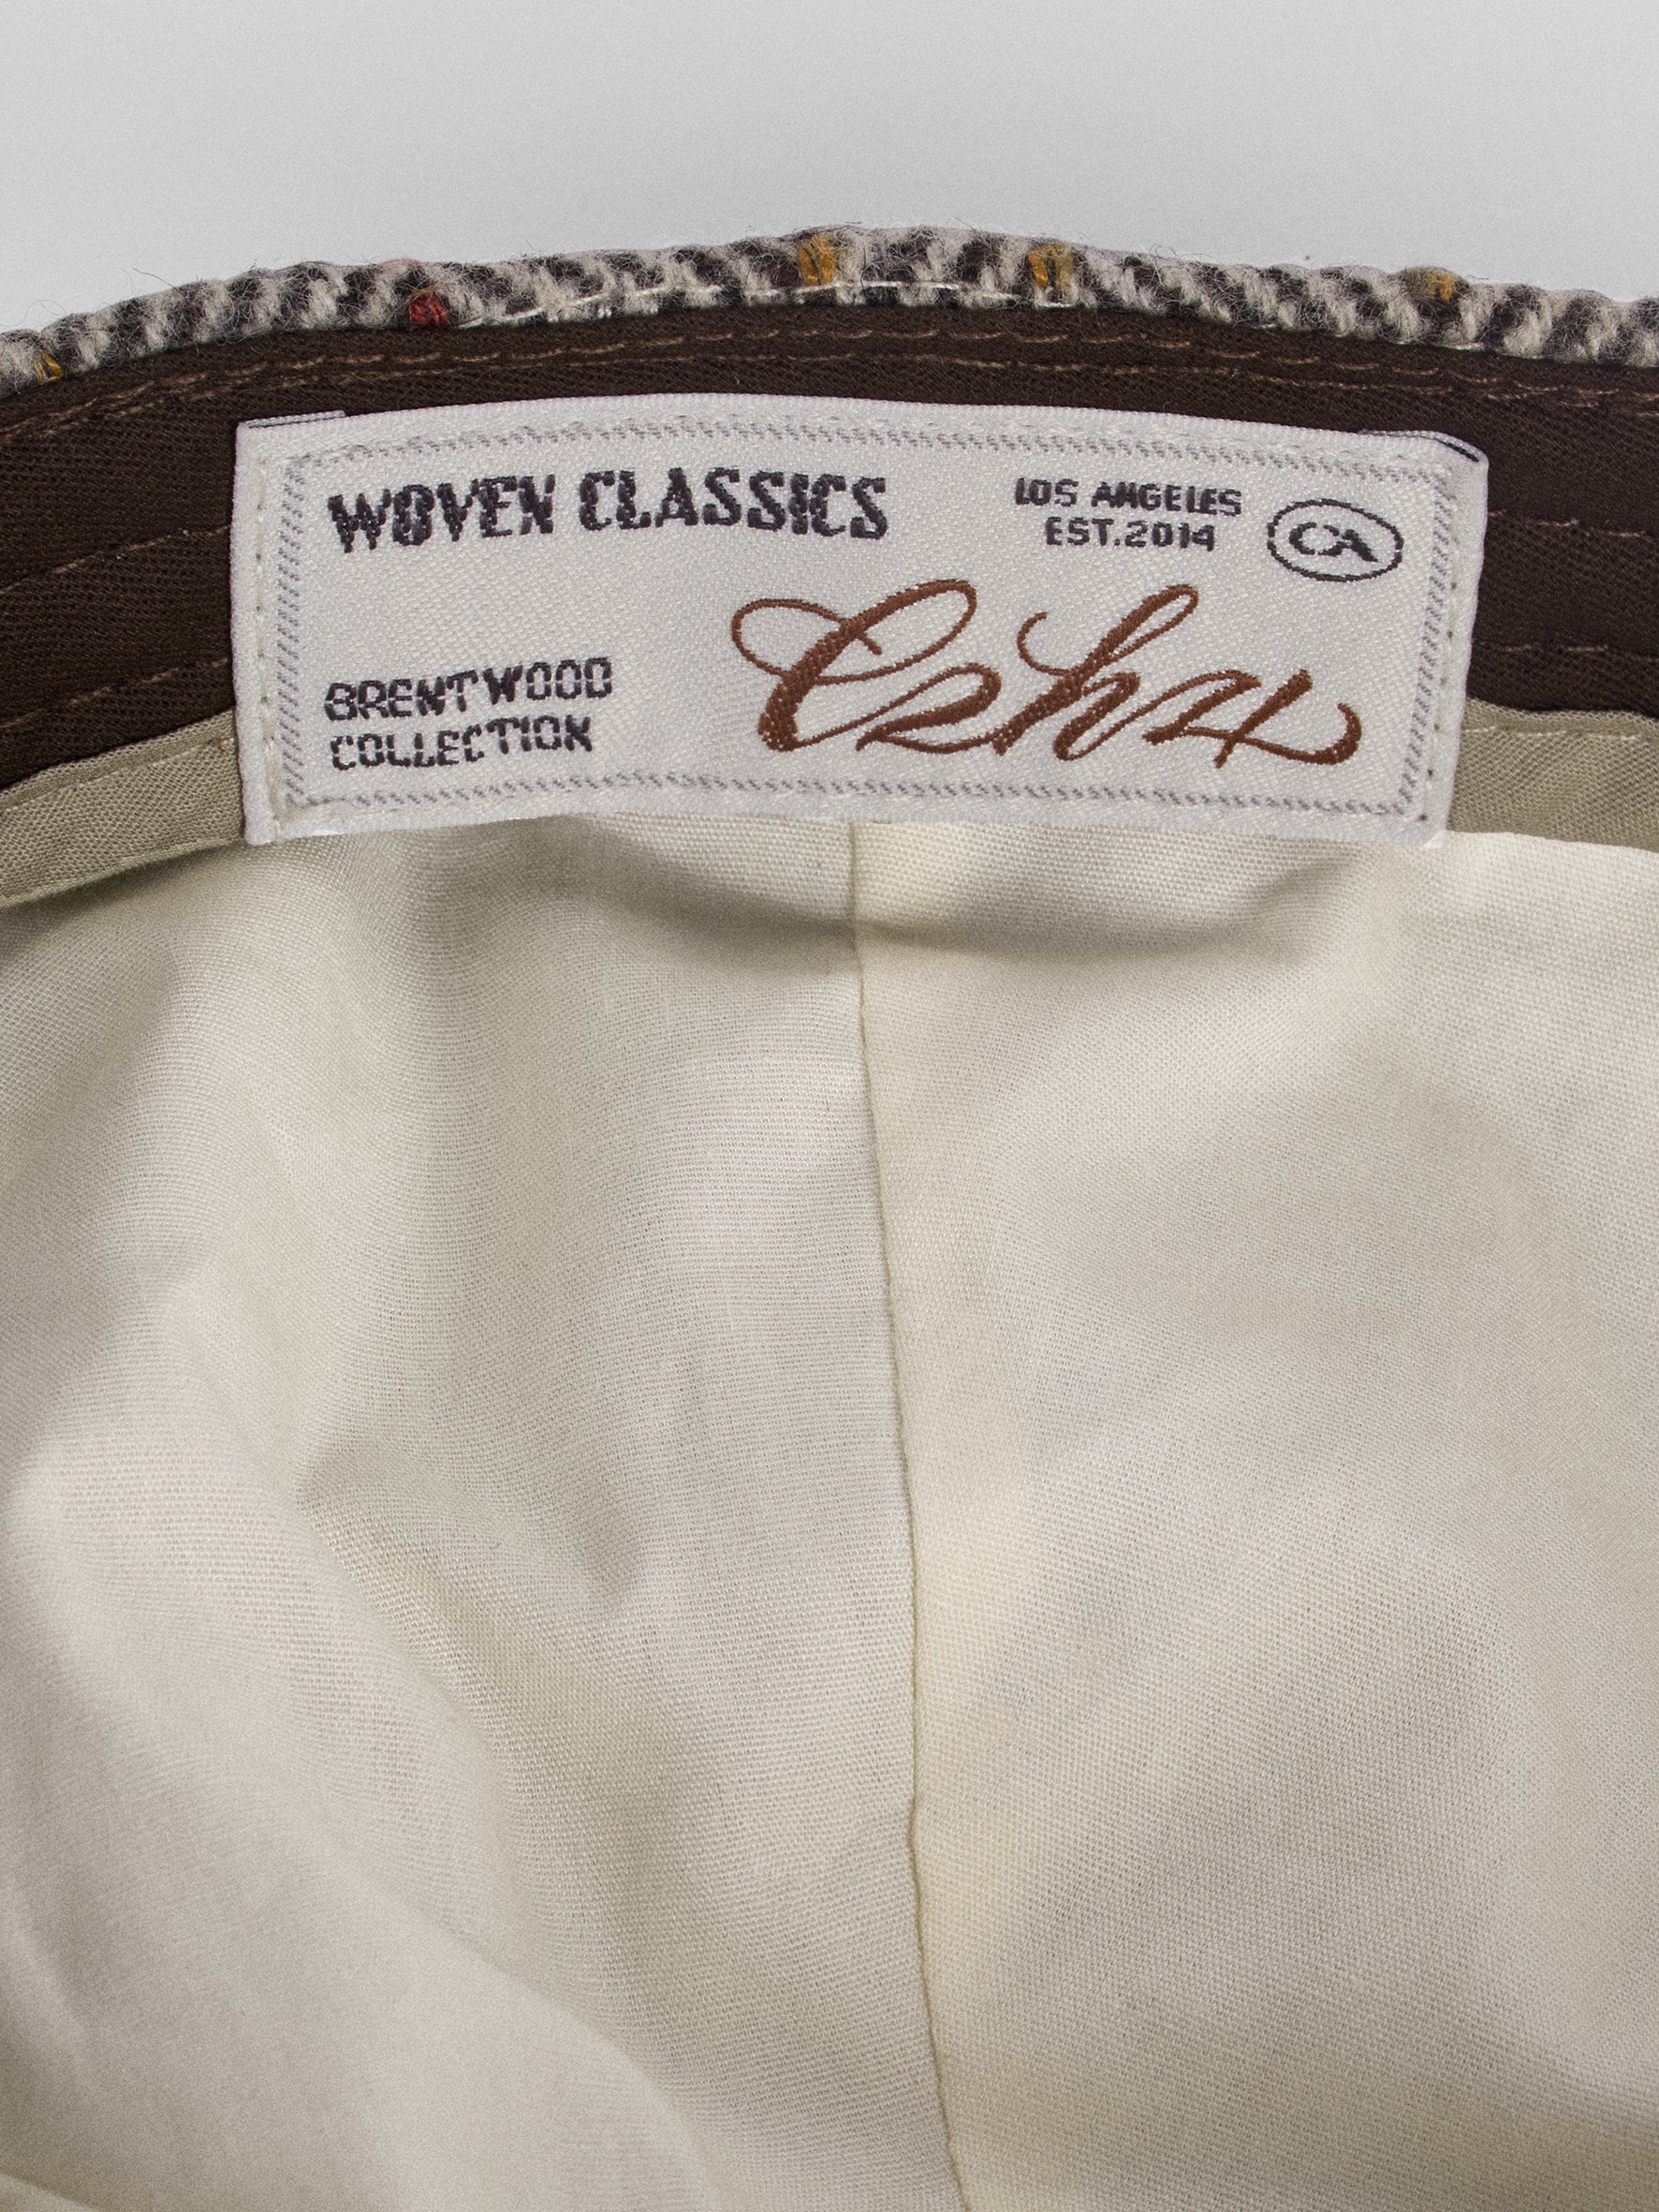 WOVEN CLASSICS
LOS ANGELES
EST.2014
CA
BRENTWOOD
COLLECTION